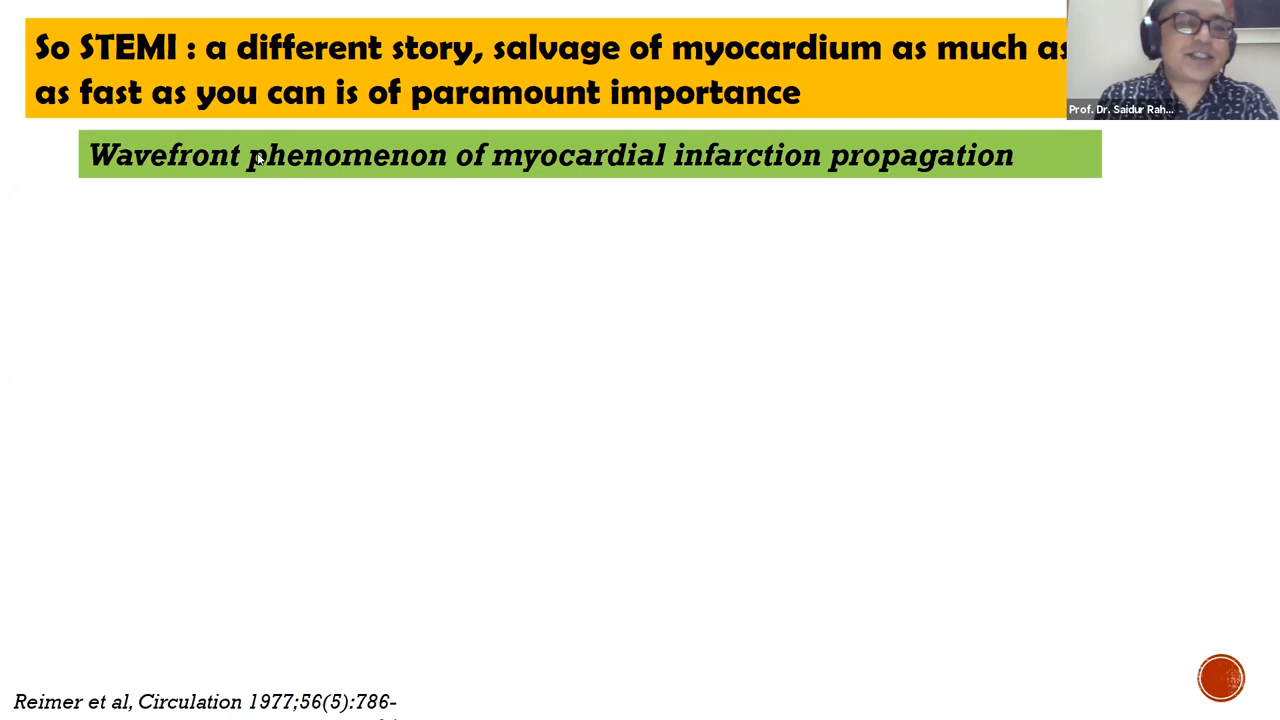 So STEMI : a different story, salvage of myocardium as much as
as fast as you can is of paramount importance
Prof. Dr. Saidur Rah...
Wavefront phenomenon of myocardial infarction propagation
Reimer et al, Circulation 1977;56(5):786-